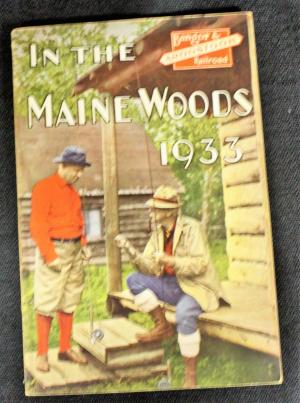 Bangor &
AROOSTOOK
Railroad
IN THE
MAINE WOODS
1933